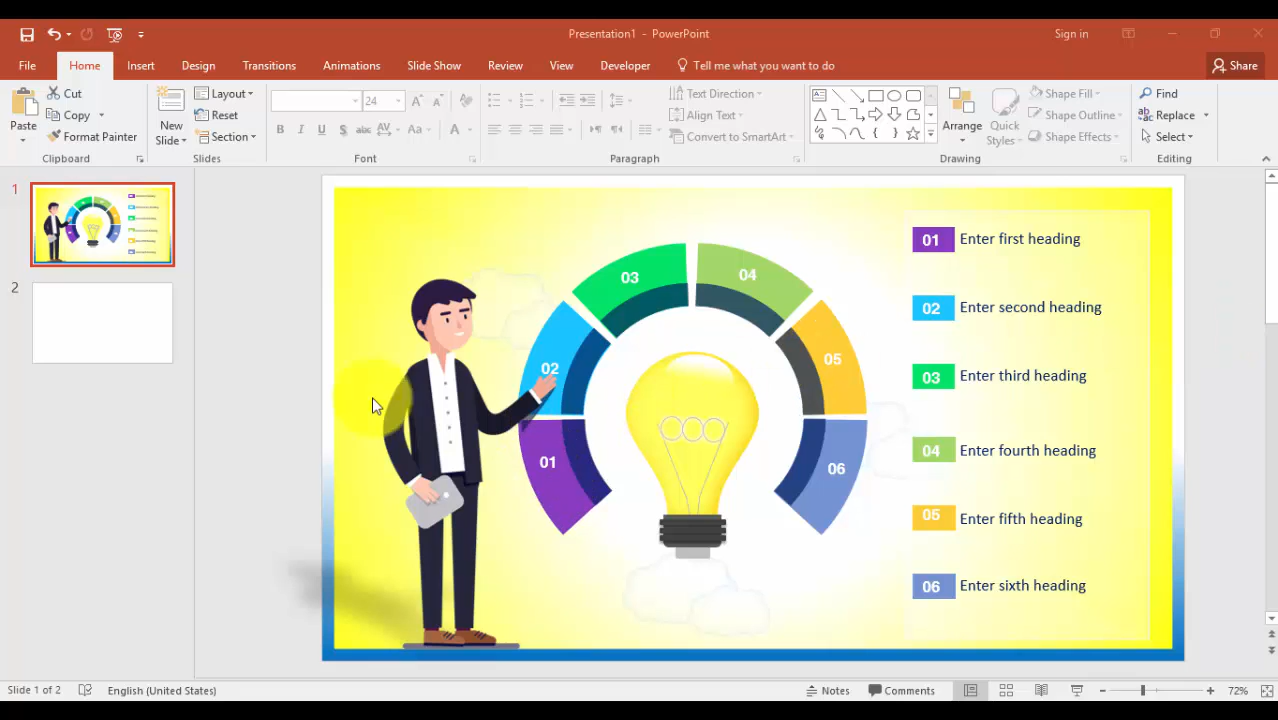 Presentation1 - PowerPoint
Sign in
File Home Insert Design Transitions Animations Slide Show Review View Developer Tell me what you want to do Share
Paste
Cut
Copy
Format Painter
Clipboard
New Slide
Layout
Reset
Section
Slides
24
B I U S abc AV Aa A
Font
Text Direction
Align Text
Convert to SmartArt
Paragraph
Arrange
Quick Styles
Shape Fill
Shape Outline
Shape Effects
Drawing
Find
Replace
Select
Editing
1
2
01
02
03
04
05
06
01 Enter first heading
02 Enter second heading
03 Enter third heading
04 Enter fourth heading
05 Enter fifth heading
06 Enter sixth heading
Slide 1 of 2 English (United States) Notes Comments 72%